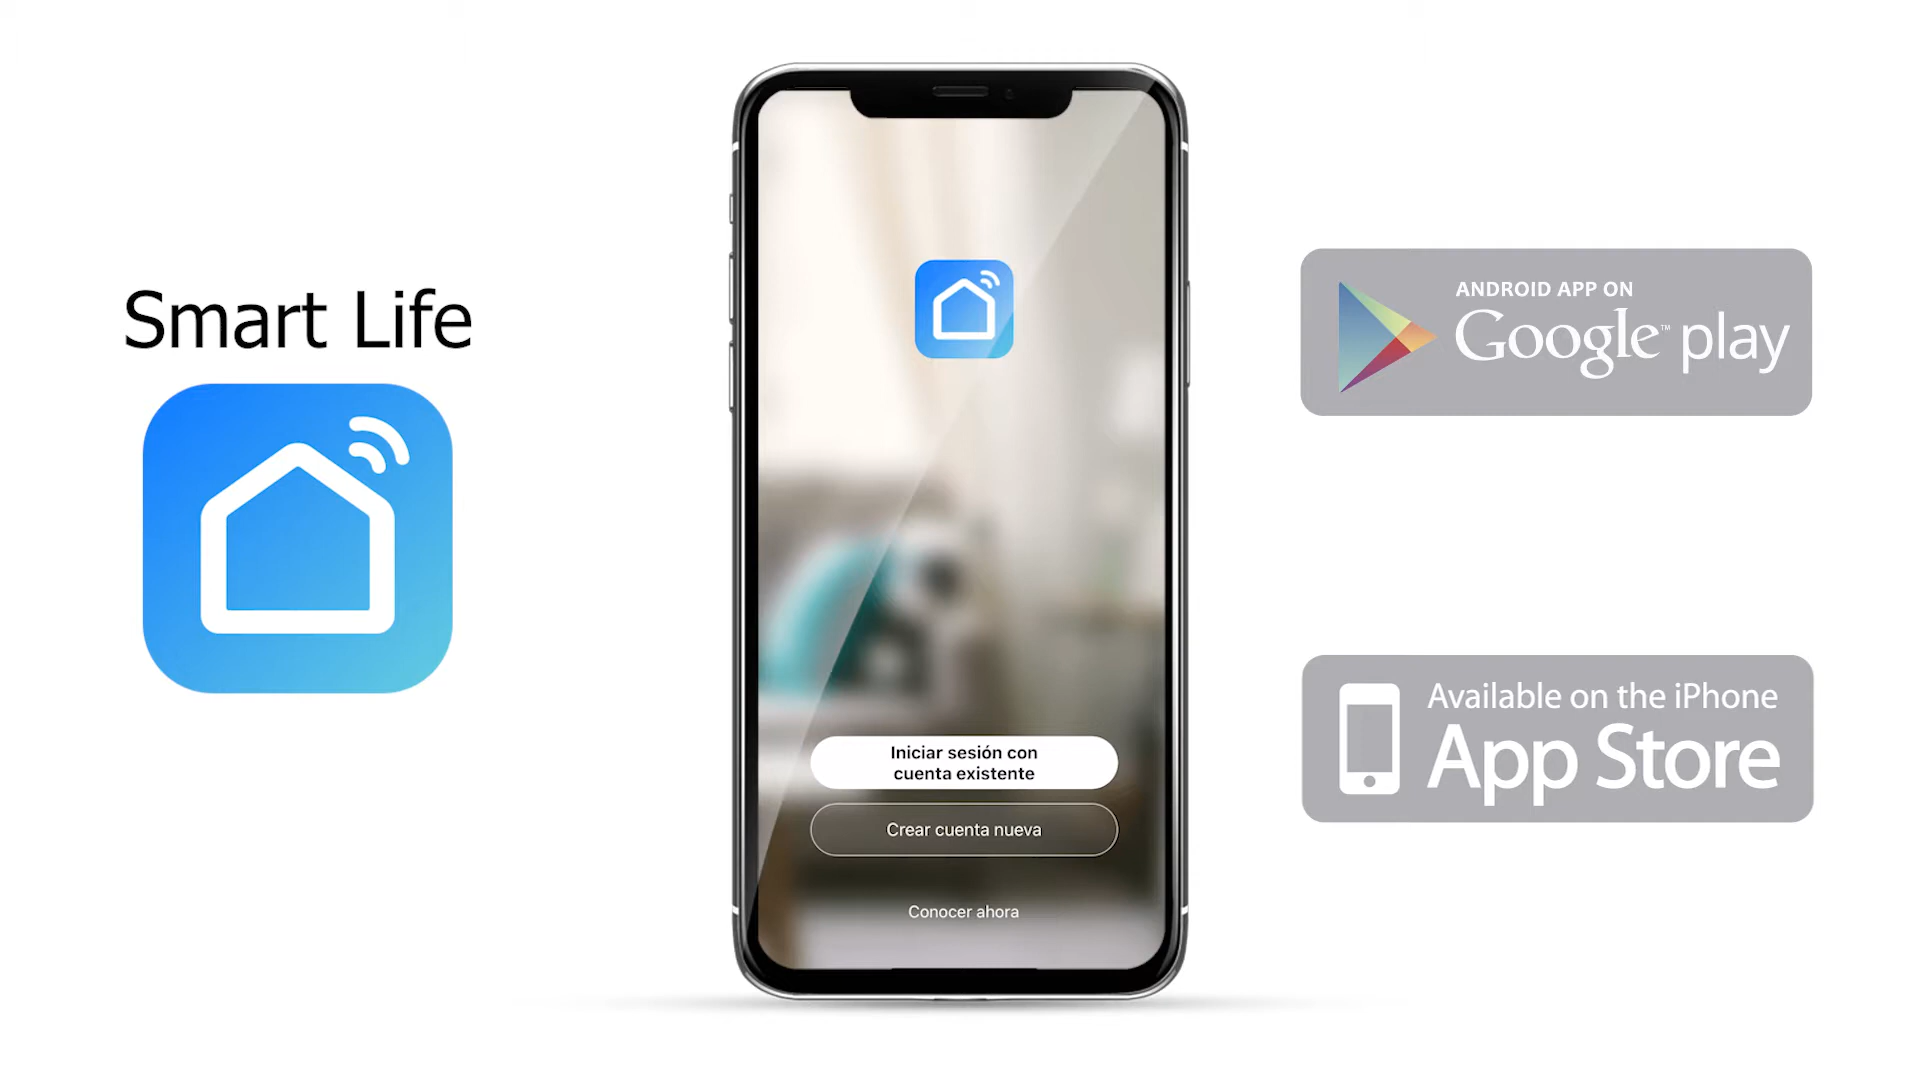 Smart Life
Iniciar sesión con
cuenta existente
Crear cuenta nueva
Conocer ahora
ANDROID APP ON
Google™ play
Available on the iPhone
App Store